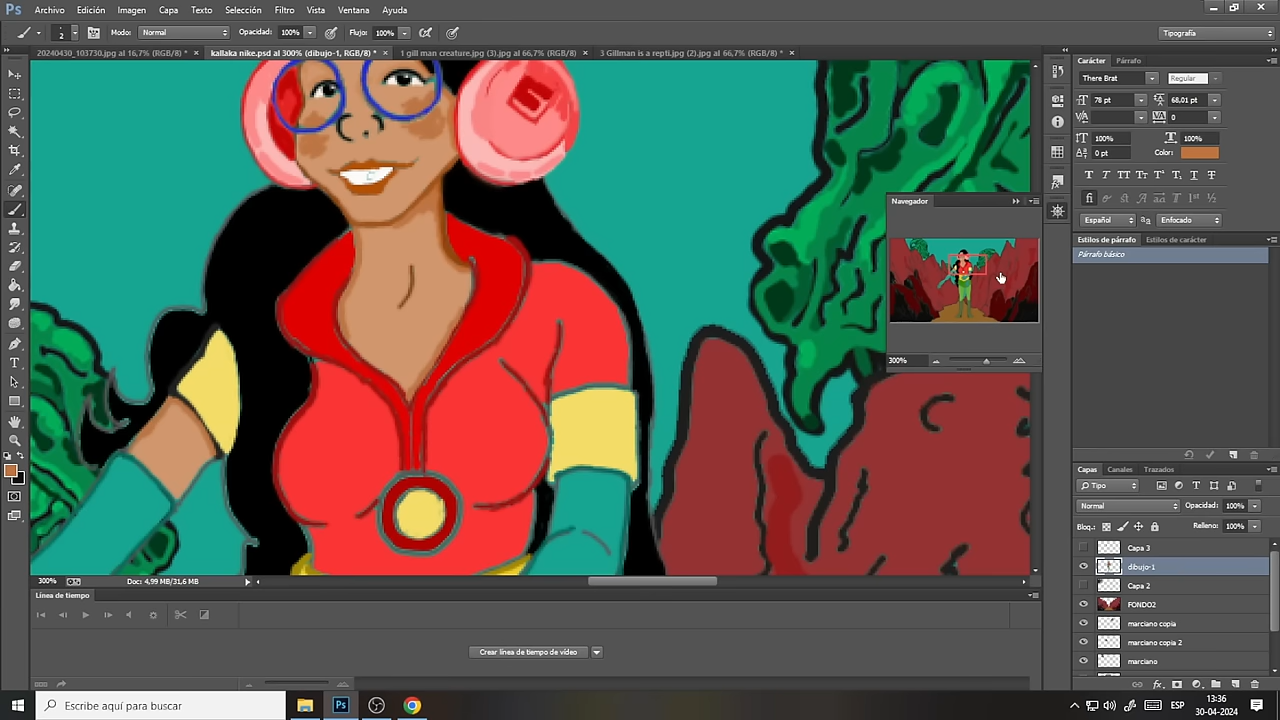 Ps Archivo Edición Imagen Capa Texto Selección Filtro Vista Ventana Ayuda
2 Modo: Normal Opacidad: 100% Flujo: 100% Tipografía
20240430_103730.jpg al 16,7% (RGB/8) * × kallaka nike.psd al 300% (dibujo-1, RGB/8) * × 1 gill man creature.jpg (3).jpg al 66,7% (RGB/8) × 3 Gillman is a repti.jpg (2).jpg al 66,7% (RGB/8) * ×
Carácter Párrafo
There Brat Regular
78 pt 68,01 pt
0
100% 100%
0 pt Color:
Español Enfocado
Navegador
300%
Estilos de párrafo Estilos de carácter
Párrafo básico
Capas Canales Trazados
Tipo
Normal Opacidad: 100%
Bloq.: Relleno: 100%
Capa 3
dibujo-1
Capa 2
FONDO2
marciano copia
marciano copia 2
marciano
300% Doc: 4,99 MB/31,6 MB
Línea de tiempo
Crear línea de tiempo de vídeo
Escribe aquí para buscar
Ps
ESP
13:36
30-04-2024